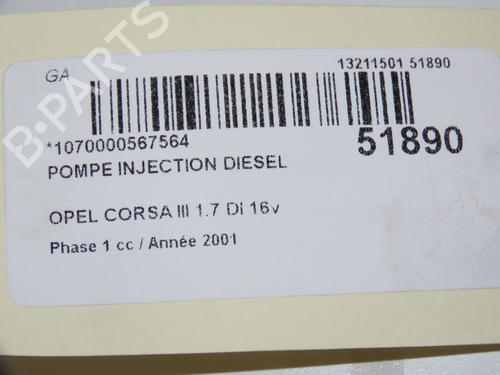 GA
13211501 51890
*1070000567564
51890
POMPE INJECTION DIESEL
OPEL CORSA III 1.7 DI 16v
Phase 1 cc / Année 2001
B-PARTS